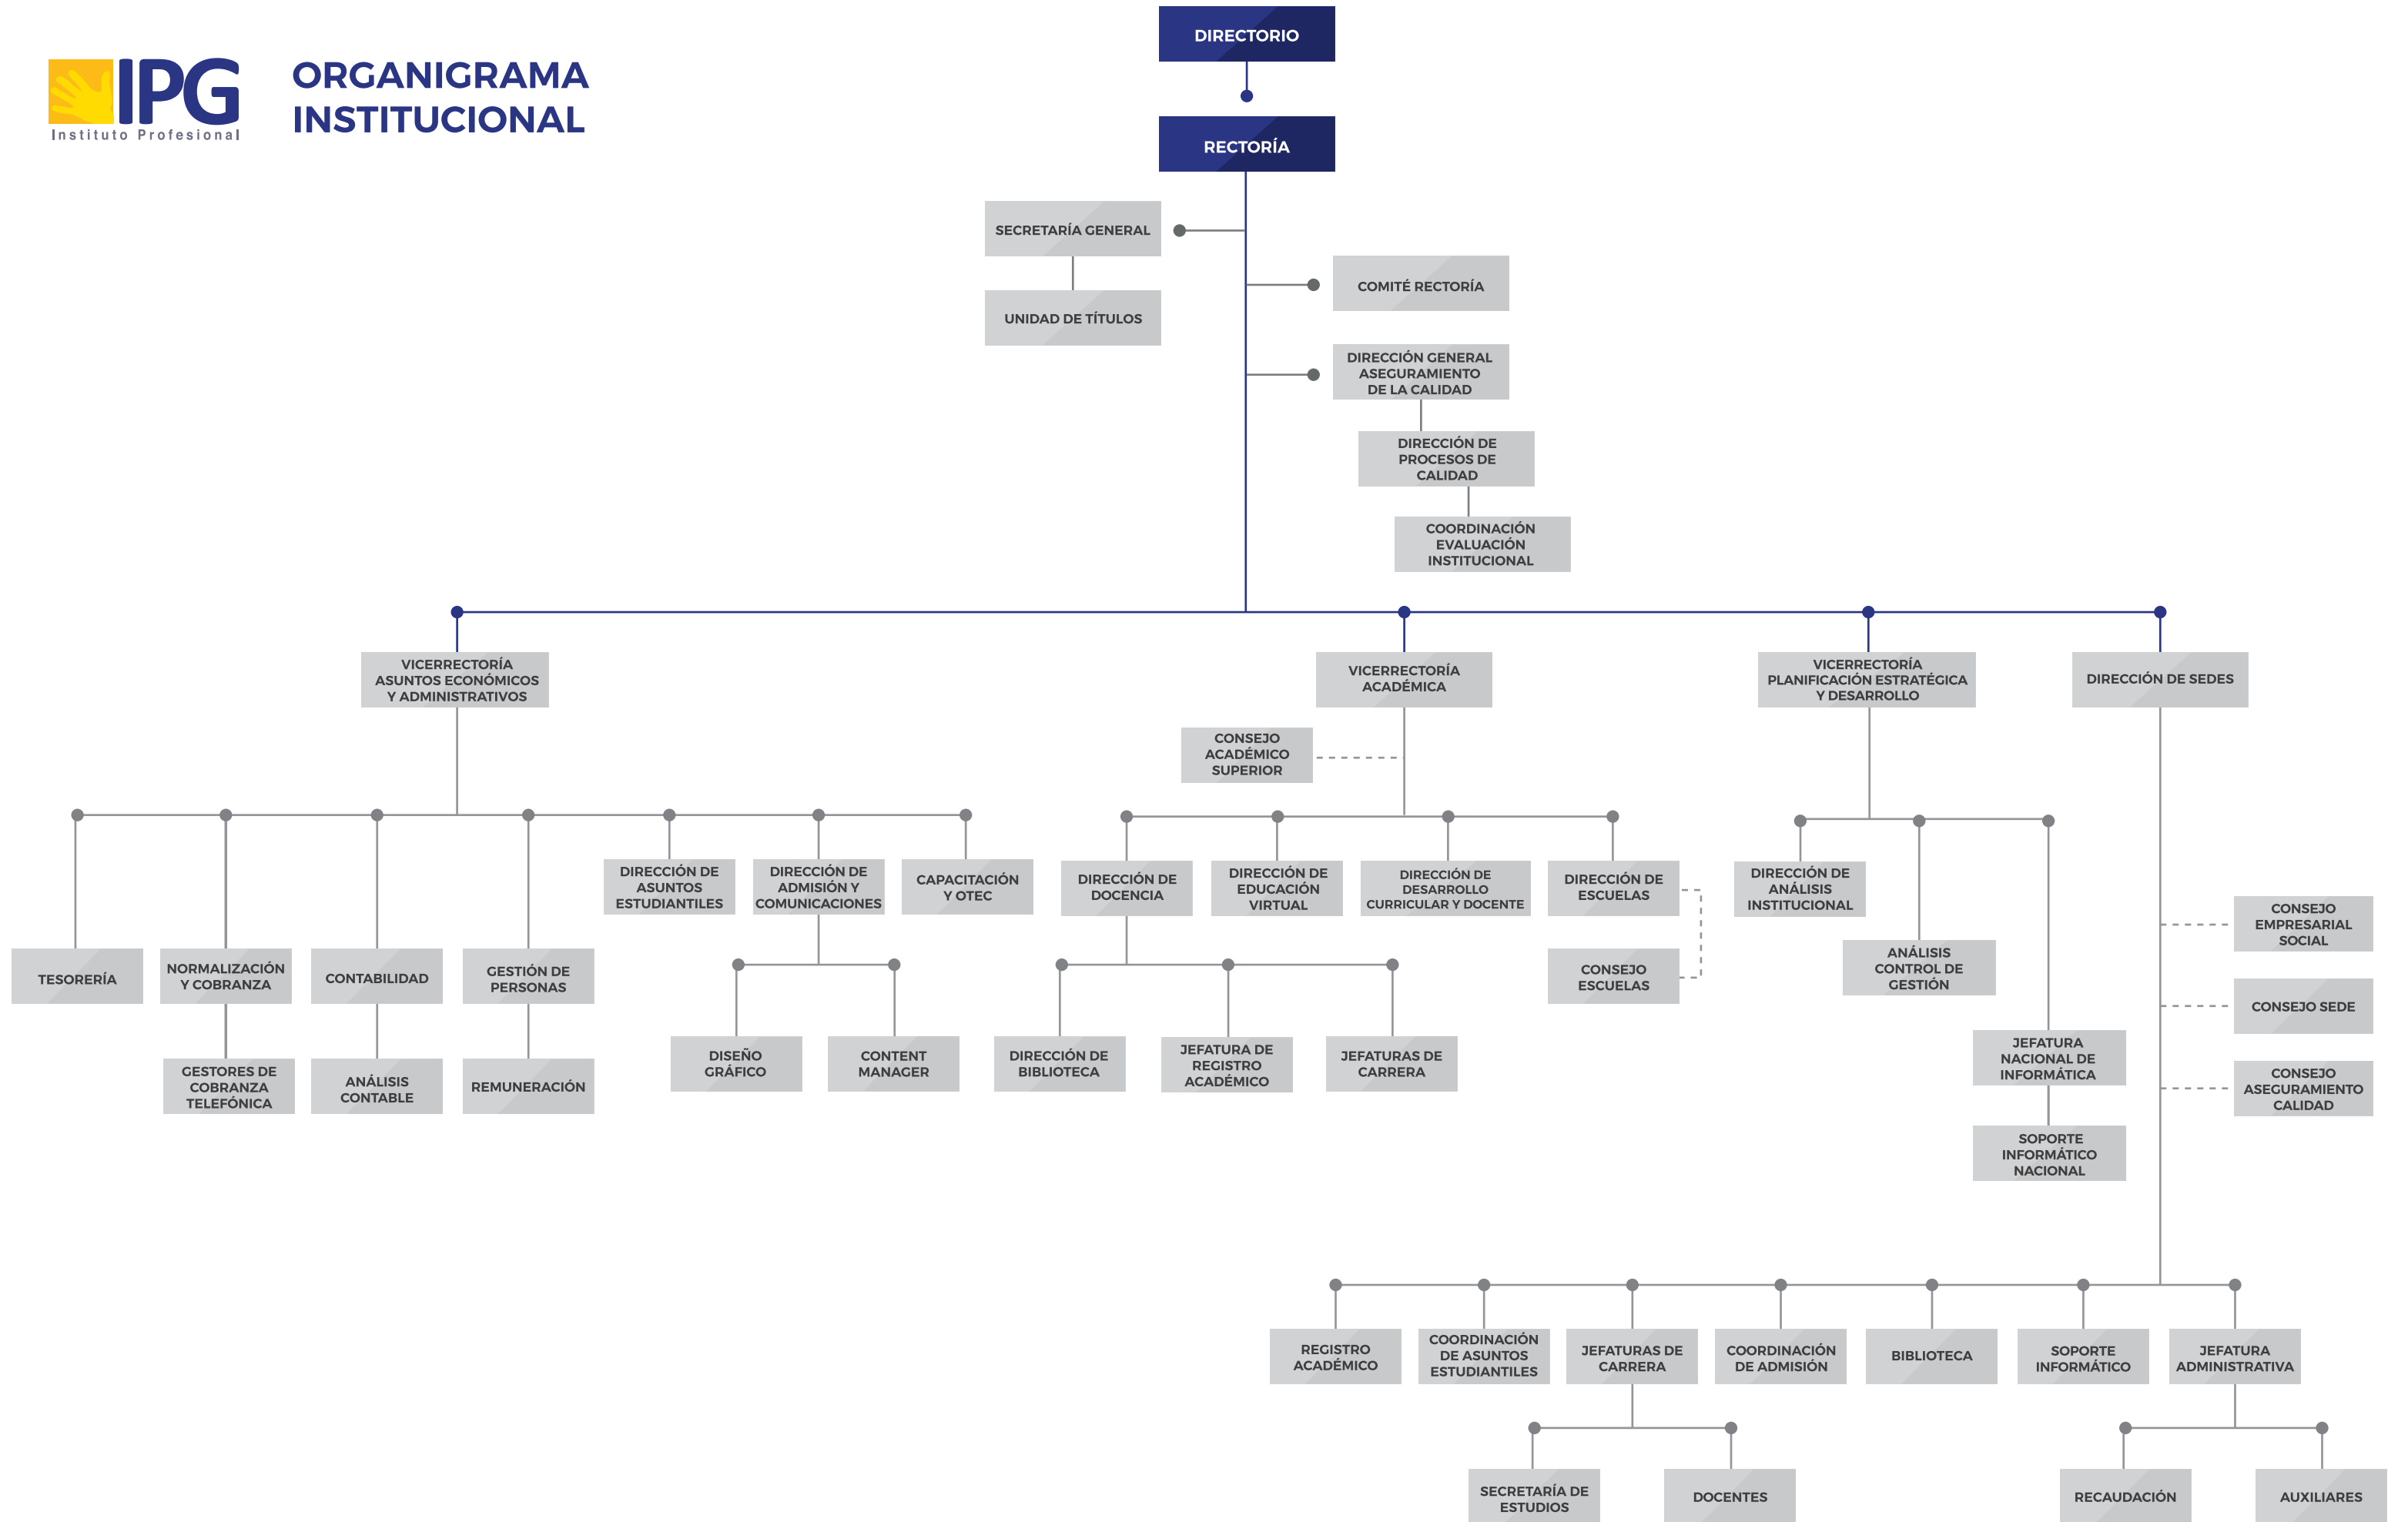 DIRECTORIO
IPG
Instituto Profesional
ORGANIGRAMA
INSTITUCIONAL
RECTORÍA
SECRETARÍA GENERAL
UNIDAD DE TÍTULOS
COMITÉ RECTORÍA
DIRECCIÓN GENERAL
ASEGURAMIENTO
DE LA CALIDAD
DIRECCIÓN DE
PROCESOS DE
CALIDAD
COORDINACIÓN
EVALUACIÓN
INSTITUCIONAL
VICERRECTORÍA
ASUNTOS ECONÓMICOS
Y ADMINISTRATIVOS
VICERRECTORÍA
ACADÉMICA
VICERRECTORÍA
PLANIFICACIÓN ESTRATÉGICA
Y DESARROLLO
DIRECCIÓN DE SEDES
CONSEJO
ACADÉMICO
SUPERIOR
DIRECCIÓN DE
ASUNTOS
ESTUDIANTILES
DIRECCIÓN DE
ADMISIÓN Y
COMUNICACIONES
CAPACITACIÓN
Y OTEC
DIRECCIÓN DE
DOCENCIA
DIRECCIÓN DE
EDUCACIÓN
VIRTUAL
DIRECCIÓN DE
DESARROLLO
CURRICULAR Y DOCENTE
DIRECCIÓN DE
ESCUELAS
DIRECCIÓN DE
ANÁLISIS
INSTITUCIONAL
CONSEJO
EMPRESARIAL
SOCIAL
TESORERÍA
NORMALIZACIÓN
Y COBRANZA
CONTABILIDAD
GESTIÓN DE
PERSONAS
CONSEJO
ESCUELAS
ANÁLISIS
CONTROL DE
GESTIÓN
CONSEJO SEDE
GESTORES DE
COBRANZA
TELEFÓNICA
ANÁLISIS
CONTABLE
REMUNERACIÓN
DISEÑO
GRÁFICO
CONTENT
MANAGER
DIRECCIÓN DE
BIBLIOTECA
JEFATURA DE
REGISTRO
ACADÉMICO
JEFATURAS DE
CARRERA
JEFATURA
NACIONAL DE
INFORMÁTICA
CONSEJO
ASEGURAMIENTO
CALIDAD
SOPORTE
INFORMÁTICO
NACIONAL
REGISTRO
ACADÉMICO
COORDINACIÓN
DE ASUNTOS
ESTUDIANTILES
JEFATURAS DE
CARRERA
COORDINACIÓN
DE ADMISIÓN
BIBLIOTECA
SOPORTE
INFORMÁTICO
JEFATURA
ADMINISTRATIVA
SECRETARÍA DE
ESTUDIOS
DOCENTES
RECAUDACIÓN
AUXILIARES